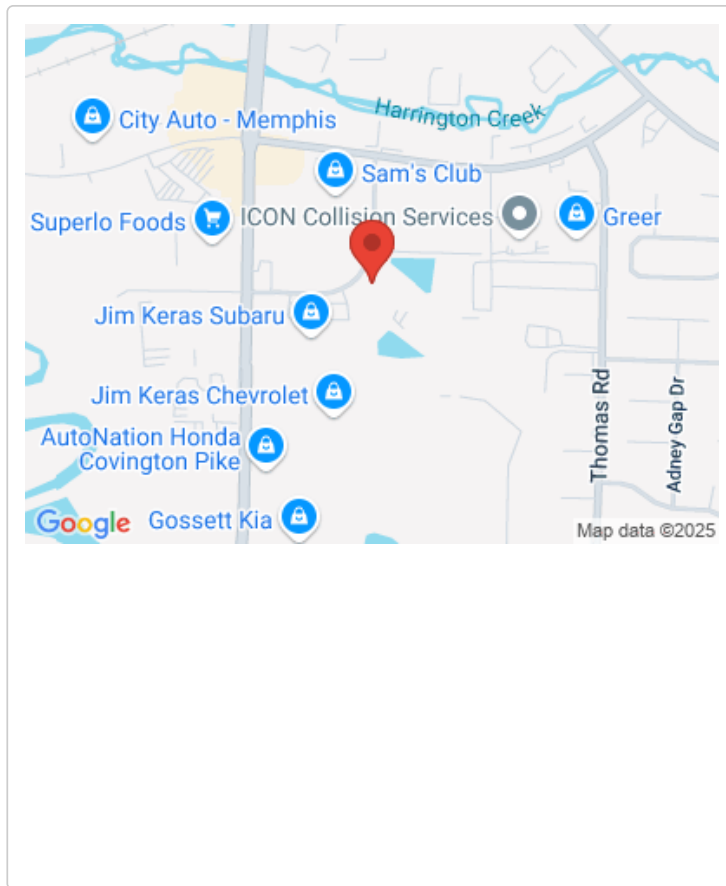 Harrington Creek
City Auto - Memphis
Sam's Club
Superlo Foods
ICON Collision Services
Greer
Jim Keras Subaru
Jim Keras Chevrolet
Thomas Rd
Adney Gap Dr
AutoNation Honda
Covington Pike
Gossett Kia
Google
Map data ©2025